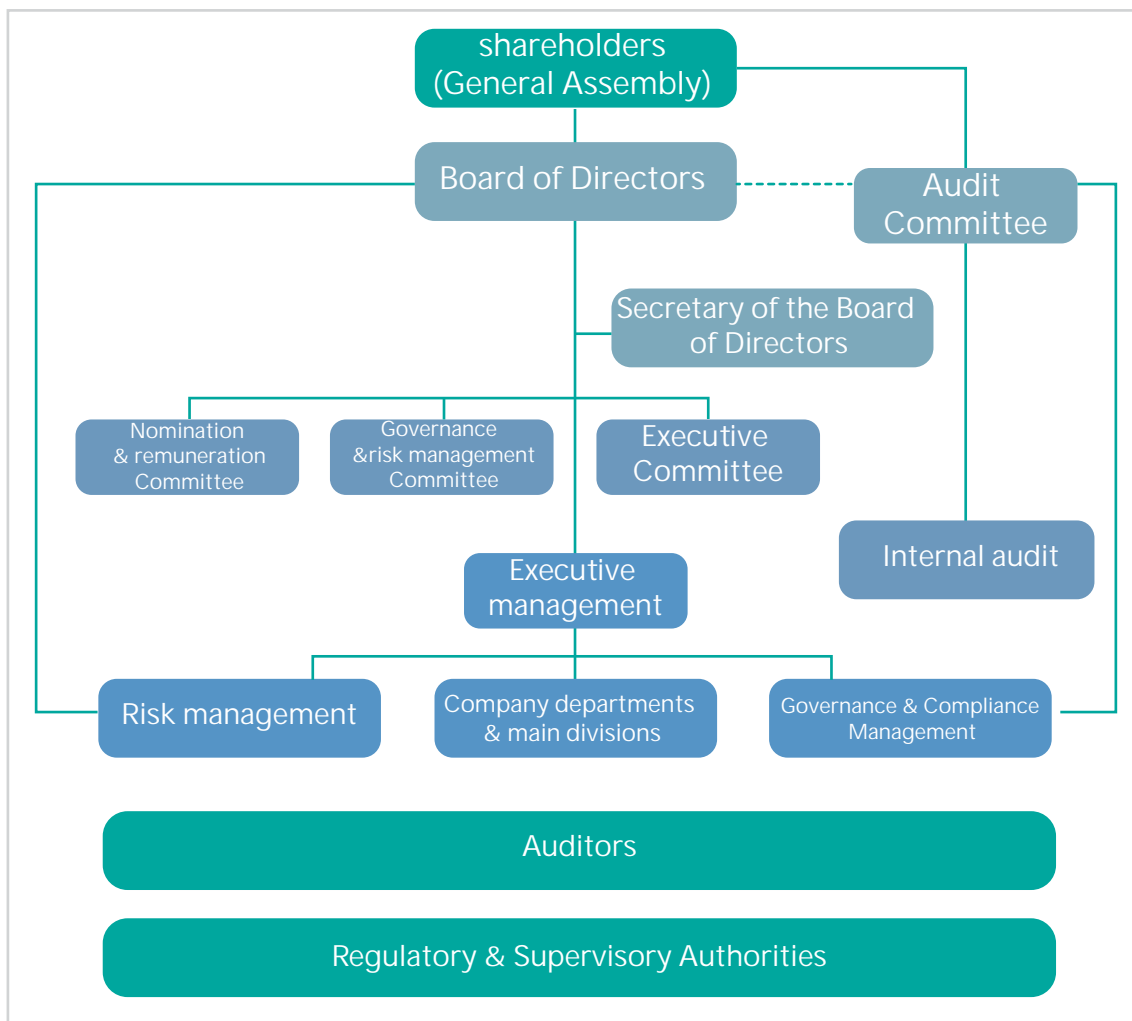 shareholders
(General Assembly)
Board of Directors
Audit
Committee
Secretary of the Board
of Directors
Nomination
& remuneration
Committee
Governance
&risk management
Committee
Executive
Committee
Internal audit
Executive
management
Risk management
Company departments
& main divisions
Governance & Compliance
Management
Auditors
Regulatory & Supervisory Authorities